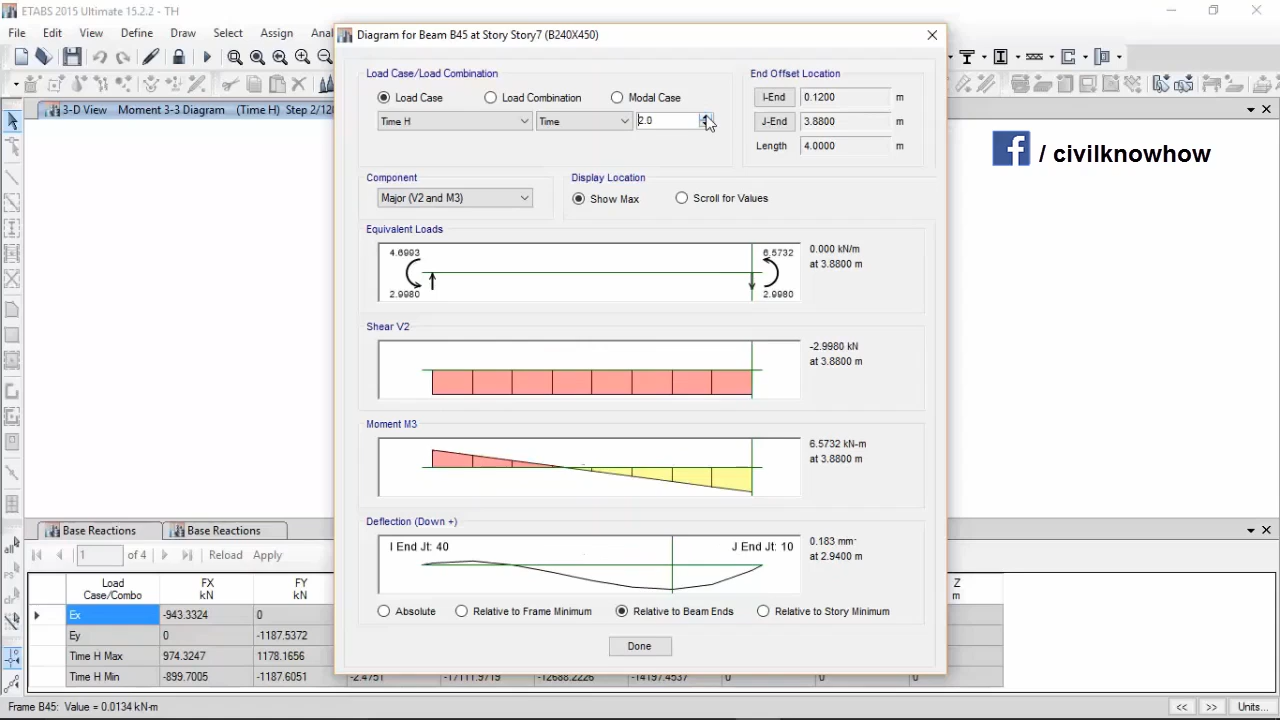 ETABS 2015 Ultimate 15.2.2 - TH
File Edit View Define Draw Select Assign Anal
Diagram for Beam B45 at Story Story7 (B240X450)
3-D View Moment 3-3 Diagram (Time H) Step 2/120
Load Case/Load Combination
Load Case Load Combination Modal Case
Time H Time 2.0
End Offset Location
I-End 0.1200 m
J-End 3.8800 m
Length 4.0000 m
/ civilknowhow
Component
Major (V2 and M3)
Display Location
Show Max Scroll for Values
Equivalent Loads
4.6993 6.5732
2.9980 2.9980
0.000 kN/m
at 3.8800 m
Shear V2
-2.9980 kN
at 3.8800 m
Moment M3
6.5732 kN-m
at 3.8800 m
Deflection (Down +)
I End Jt: 40 J End Jt: 10
0.183 mm
at 2.9400 m
Absolute Relative to Frame Minimum Relative to Beam Ends Relative to Story Minimum
Done
Base Reactions Base Reactions
1 of 4 Reload Apply
Load Case/Combo FX kN FY kN Z m
Ex -943.3324 0
Ey 0 -1187.5372
Time H Max 974.3247 1178.1656
Time H Min -899.7005 -1187.6051 -2.4751 -17111.9719 -12688.2226 -14197.4537 0 0 0
Frame B45: Value = 0.0134 kN-m
<< >> Units...